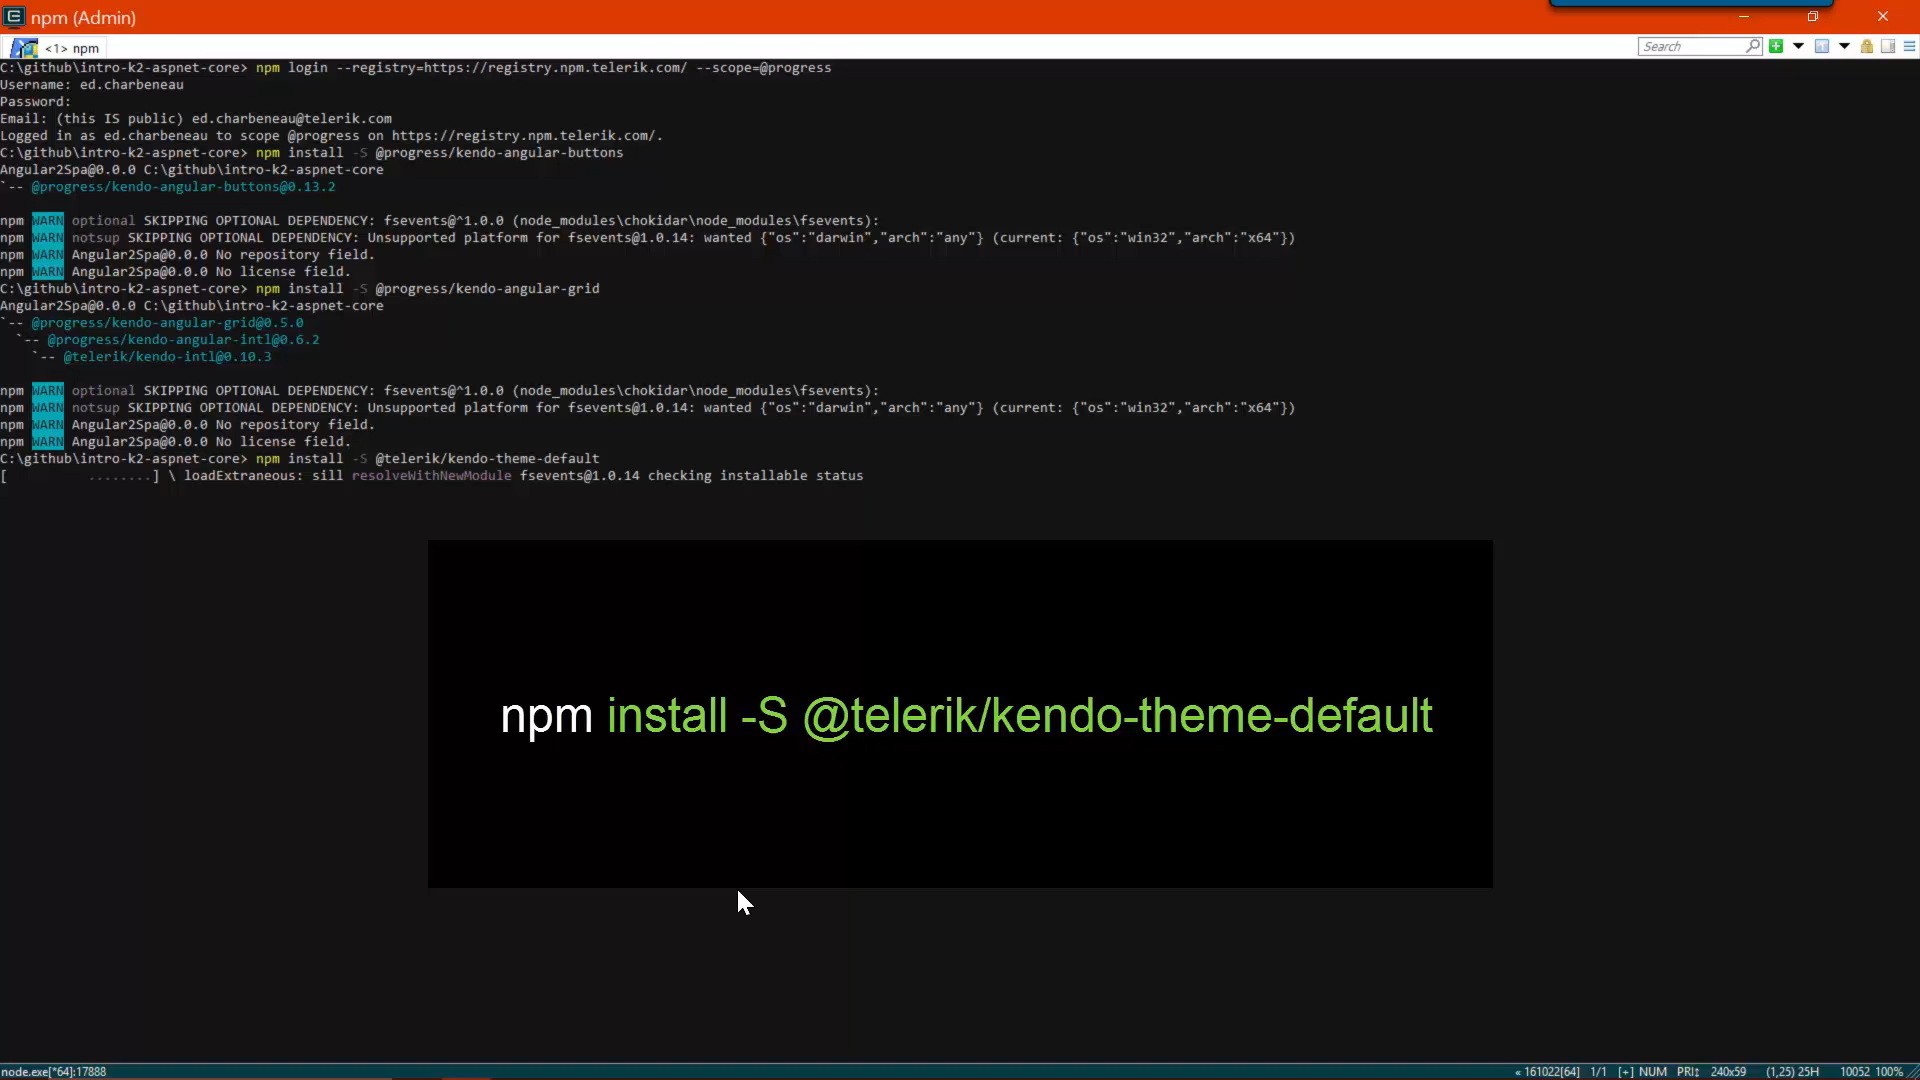 npm (Admin)
<1> npm
Search
C:\github\intro-k2-aspnet-core> npm login --registry=https://registry.npm.telerik.com/ --scope=@progress
Username: ed.charbeneau
Password:
Email: (this IS public) ed.charbeneau@telerik.com
Logged in as ed.charbeneau to scope @progress on https://registry.npm.telerik.com/.
C:\github\intro-k2-aspnet-core> npm install -S @progress/kendo-angular-buttons
Angular2Spa@0.0.0 C:\github\intro-k2-aspnet-core
`-- @progress/kendo-angular-buttons@0.13.2
npm WARN optional SKIPPING OPTIONAL DEPENDENCY: fsevents@^1.0.0 (node_modules\chokidar\node_modules\fsevents):
npm WARN notsup SKIPPING OPTIONAL DEPENDENCY: Unsupported platform for fsevents@1.0.14: wanted {"os":"darwin","arch":"any"} (current: {"os":"win32","arch":"x64"})
npm WARN Angular2Spa@0.0.0 No repository field.
npm WARN Angular2Spa@0.0.0 No license field.
C:\github\intro-k2-aspnet-core> npm install -S @progress/kendo-angular-grid
Angular2Spa@0.0.0 C:\github\intro-k2-aspnet-core
`-- @progress/kendo-angular-grid@0.5.0
`-- @progress/kendo-angular-intl@0.6.2
`-- @telerik/kendo-intl@0.10.3
npm WARN optional SKIPPING OPTIONAL DEPENDENCY: fsevents@^1.0.0 (node_modules\chokidar\node_modules\fsevents):
npm WARN notsup SKIPPING OPTIONAL DEPENDENCY: Unsupported platform for fsevents@1.0.14: wanted {"os":"darwin","arch":"any"} (current: {"os":"win32","arch":"x64"})
npm WARN Angular2Spa@0.0.0 No repository field.
npm WARN Angular2Spa@0.0.0 No license field.
C:\github\intro-k2-aspnet-core> npm install -S @telerik/kendo-theme-default
[          ........] \ loadExtraneous: sill resolveWithNewModule fsevents@1.0.14 checking installable status
npm install -S @telerik/kendo-theme-default
node.exe[*64]:17888
« 161022[64] 1/1 [+] NUM PRI↕ 240x59 (1,25) 25H 10052 100%